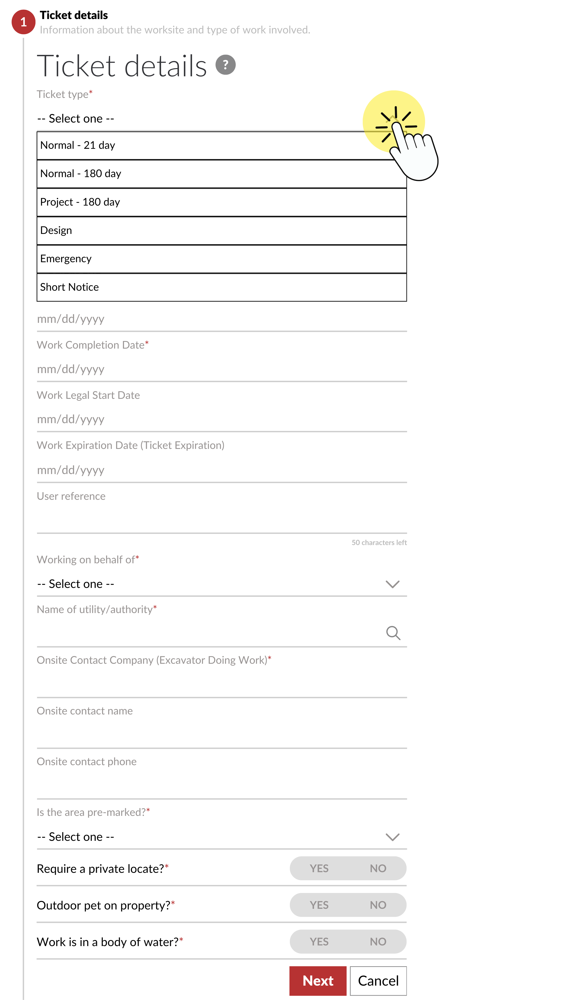 1
Ticket details
Information about the worksite and type of work involved.
Ticket details ?
Ticket type*
-- Select one --
Normal - 21 day
Normal - 180 day
Project - 180 day
Design
Emergency
Short Notice
mm/dd/yyyy
Work Completion Date*
mm/dd/yyyy
Work Legal Start Date
mm/dd/yyyy
Work Expiration Date (Ticket Expiration)
mm/dd/yyyy
User reference
50 characters left
Working on behalf of*
-- Select one --
Name of utility/authority*
Onsite Contact Company (Excavator Doing Work)*
Onsite contact name
Onsite contact phone
Is the area pre-marked?*
-- Select one --
Require a private locate?* YES NO
Outdoor pet on property?* YES NO
Work is in a body of water?* YES NO
Next Cancel